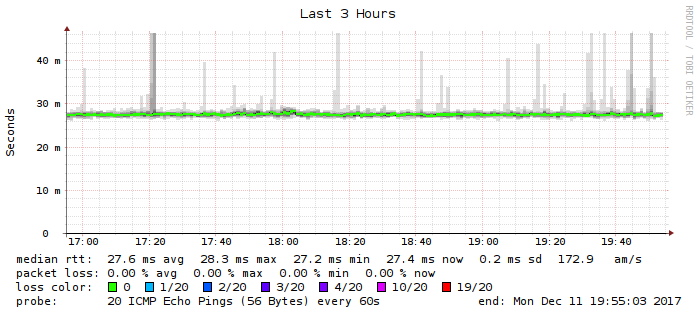 Last 3 Hours
RRDTOOL / TOBI OETIKER
Seconds
40 m
30 m
20 m
10 m
0
17:00 17:20 17:40 18:00 18:20 18:40 19:00 19:20 19:40
median rtt: 27.6 ms avg 28.3 ms max 27.2 ms min 27.4 ms now 0.2 ms sd 172.9 am/s
packet loss: 0.00 % avg 0.00 % max 0.00 % min 0.00 % now
loss color: 0 1/20 2/20 3/20 4/20 10/20 19/20
probe: 20 ICMP Echo Pings (56 Bytes) every 60s end: Mon Dec 11 19:55:03 2017